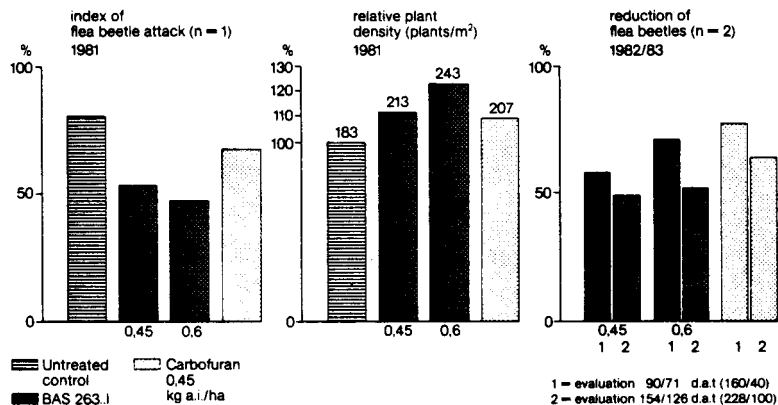 index of
flea beetle attack (n = 1)
% 1981
100
50
0
0,45 0,6
relative plant
density (plants/m²)
% 1981
130
120
110
100
0
183 213 243 207
0,45 0,6
reduction of
flea beetles (n = 2)
% 1982/83
100
50
0
0,45 0,6
1 2 1 2 1 2
Untreated
control
BAS 263..I
Carbofuran
0,45
kg a.i./ha
1 = evaluation 90/71 d.a.t (160/40)
2 = evaluation 154/126 d.a.t (228/100)